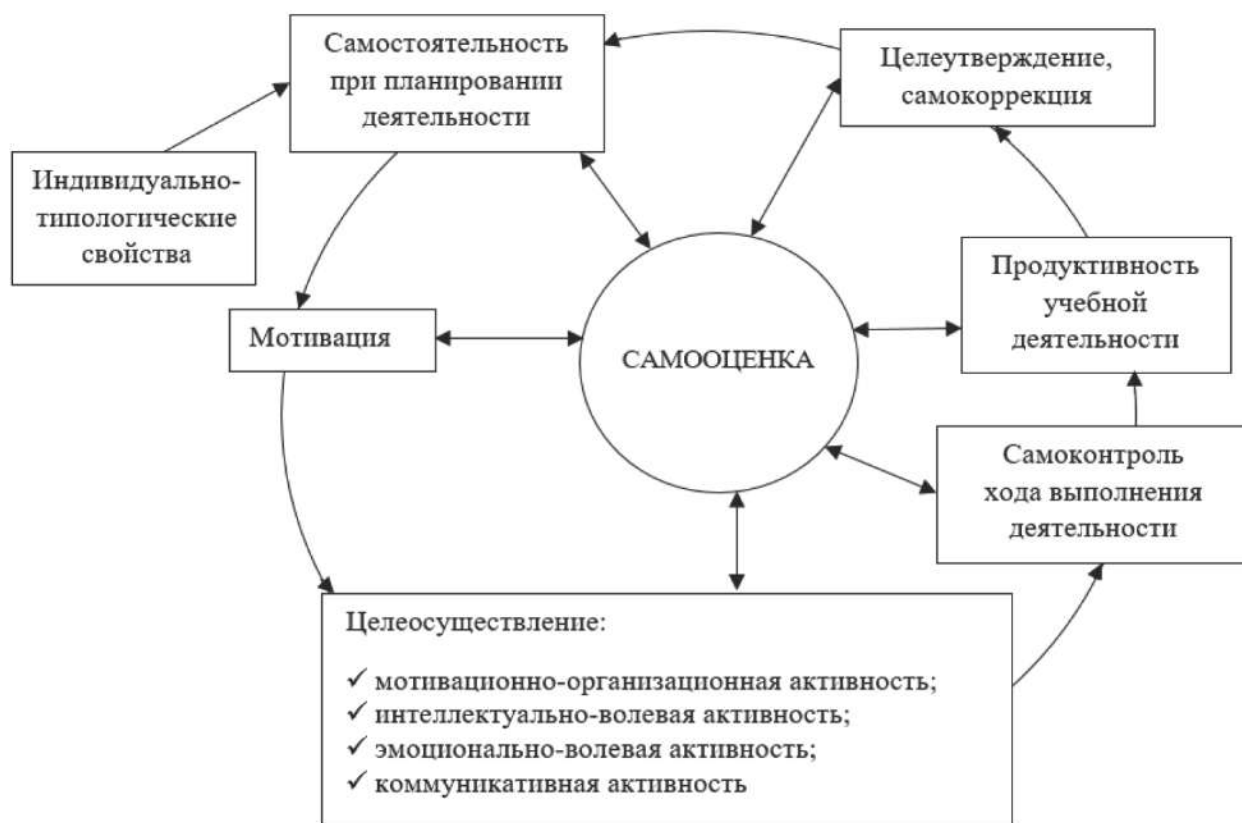 Самостоятельность
при планировании
деятельности
Целеутверждение,
самокоррекция
Индивидуально-
типологические
свойства
Продуктивность
учебной
деятельности
Мотивация
САМООЦЕНКА
Самоконтроль
хода выполнения
деятельности
Целеосуществление:
✓ мотивационно-организационная активность;
✓ интеллектуально-волевая активность;
✓ эмоционально-волевая активность;
✓ коммуникативная активность